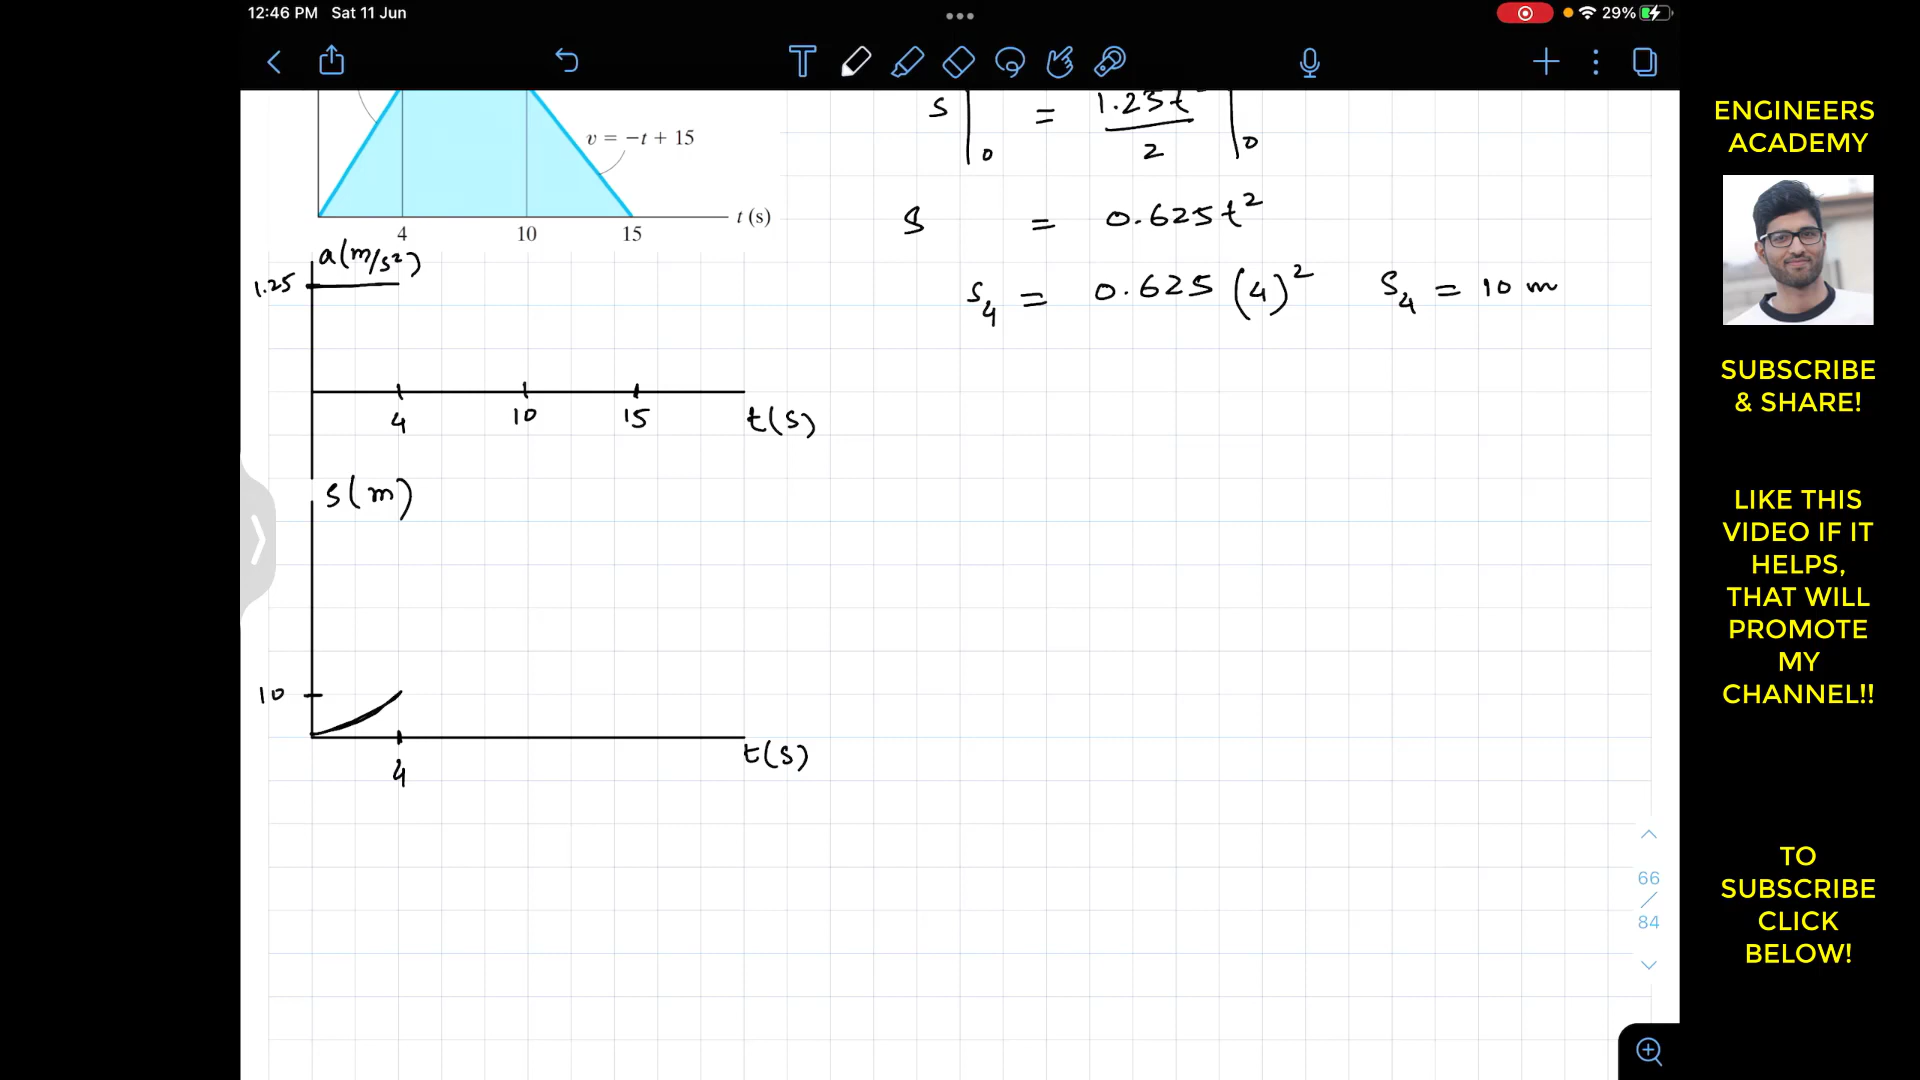 12:46 PM Sat 11 Jun
29%
v = −t + 15
t (s)
4 10 15
a(m/s²)
1.25
4 10 15 t(s)
s(m)
10
4
t(s)
s |₀ = 1.25t² / 2 |₀
s = 0.625t²
s₄ = 0.625 (4)² s₄ = 10 m
66 / 84
ENGINEERS
ACADEMY
SUBSCRIBE
& SHARE!
LIKE THIS
VIDEO IF IT
HELPS,
THAT WILL
PROMOTE
MY
CHANNEL!!
TO
SUBSCRIBE
CLICK
BELOW!